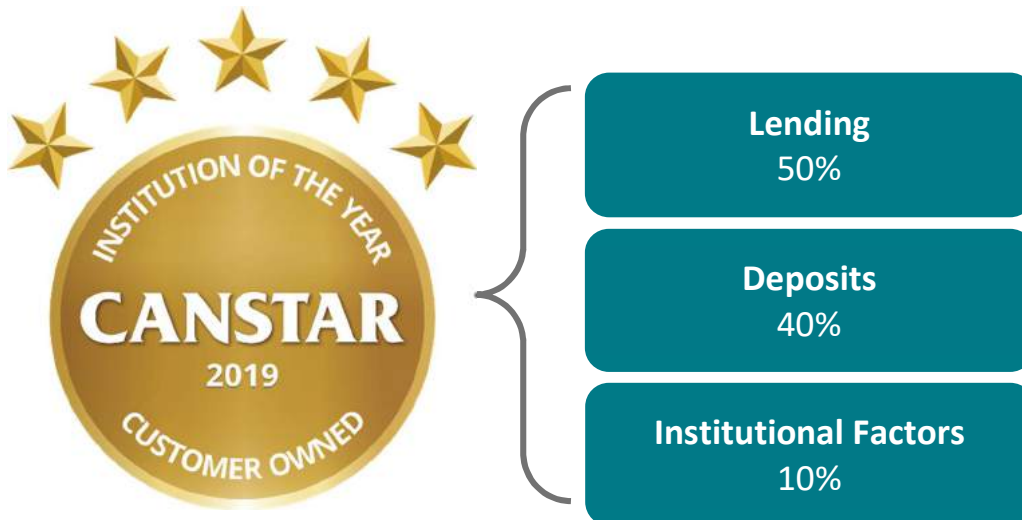 INSTITUTION OF THE YEAR
CANSTAR
2019
CUSTOMER OWNED
Lending
50%
Deposits
40%
Institutional Factors
10%